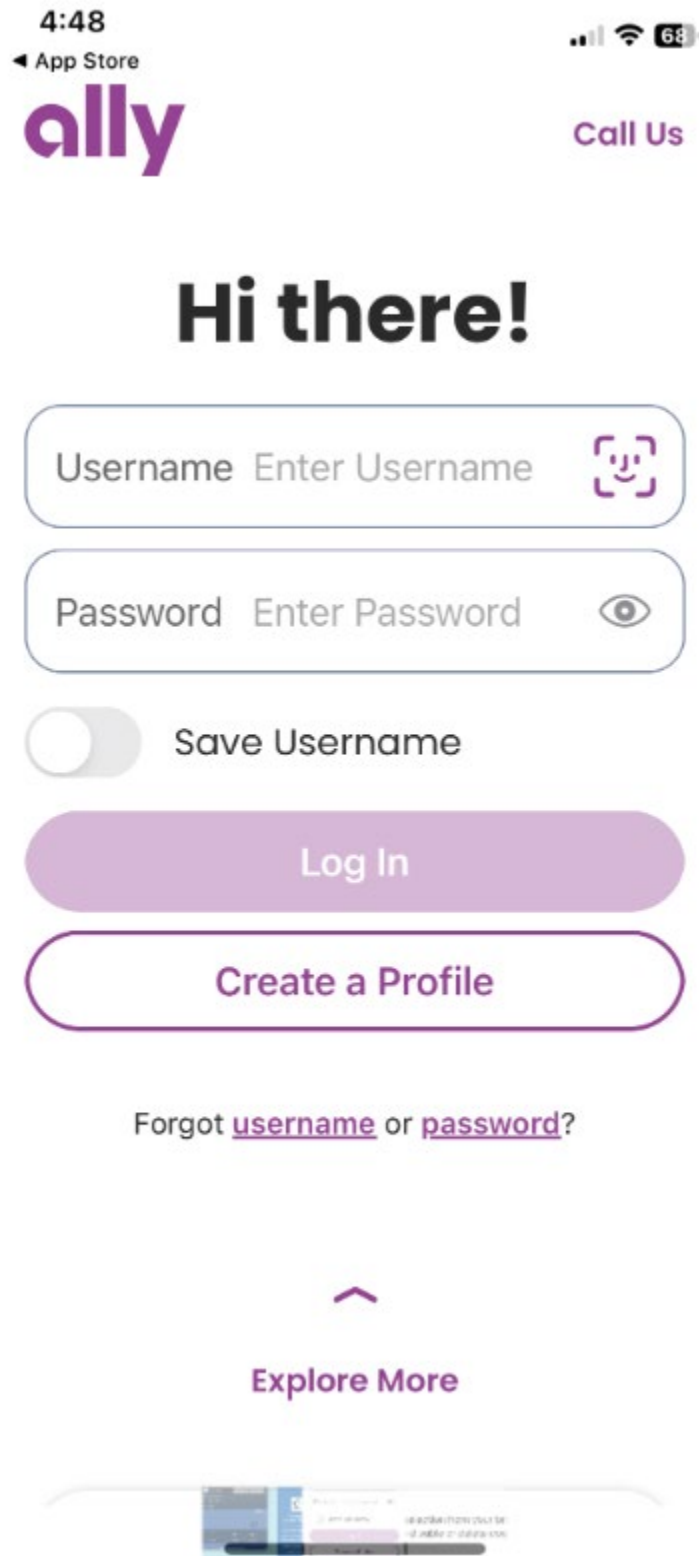 4:48
68
◀ App Store
ally
Call Us
Hi there!
Username Enter Username
Password Enter Password
Save Username
Log In
Create a Profile
Forgot username or password?
Explore More